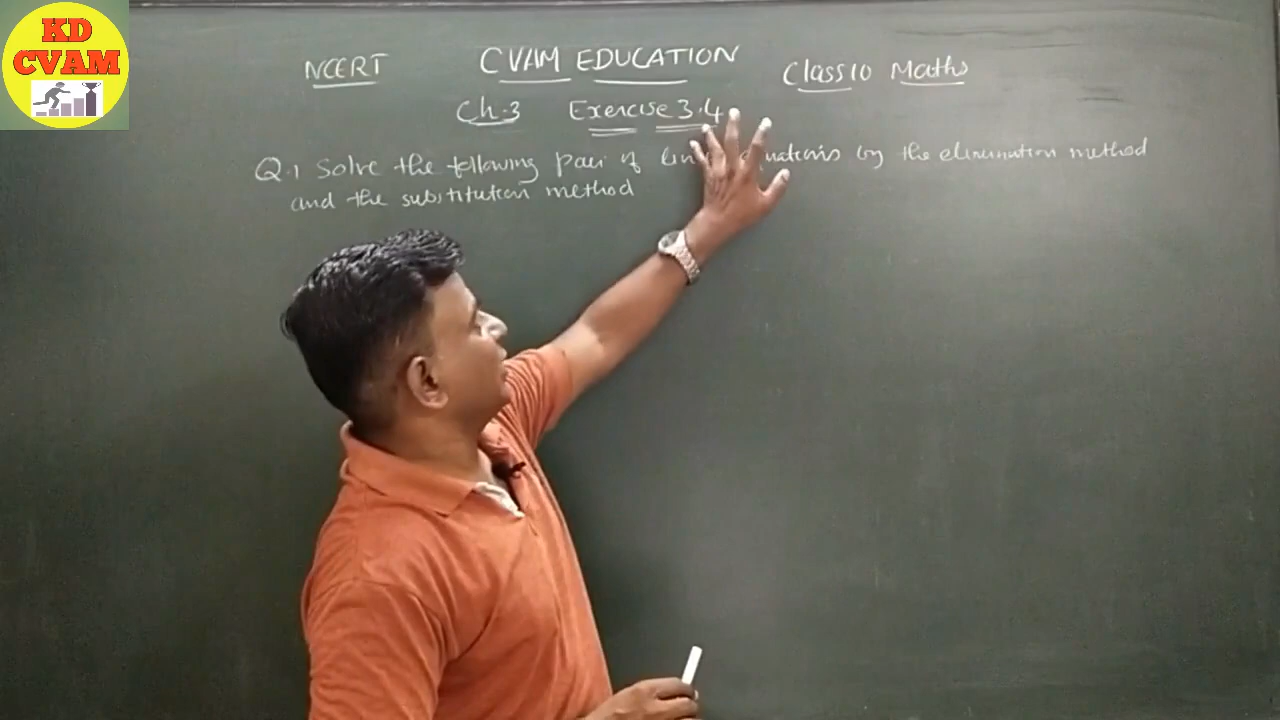 KD
CVAM
NCERT CVAM EDUCATION Class 10 Maths
Ch.3 Exercise 3.4
Q.1 Solve the following pair of by the elimination method
and the substitution method